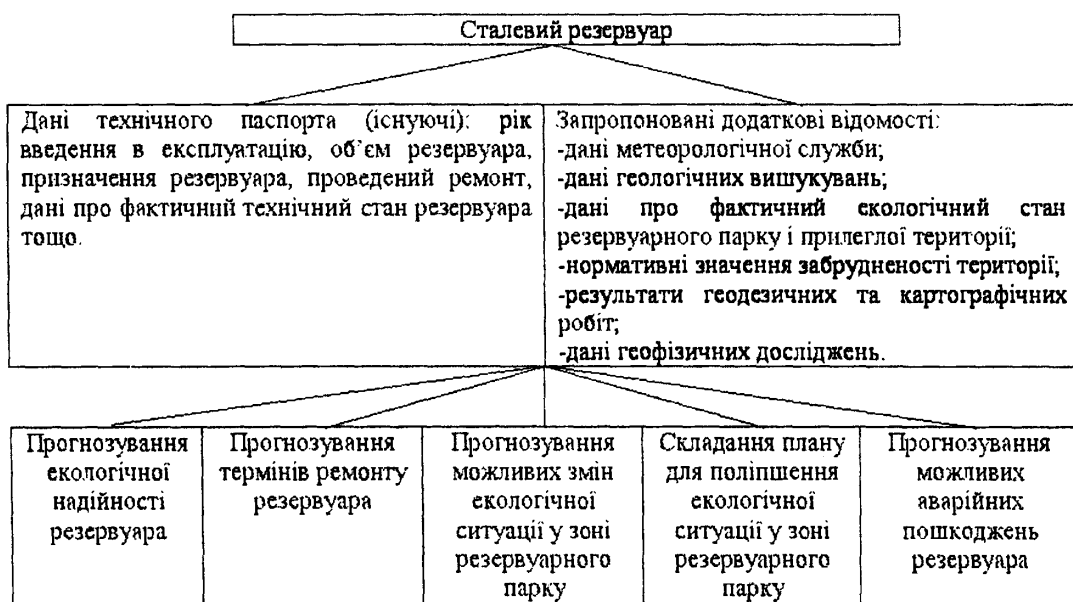 Сталевий резервуар
Дані технічного паспорта (існуючі): рік
введення в експлуатацію, об'єм резервуара,
призначення резервуара, проведений ремонт,
дані про фактичний технічний стан резервуара
тощо.
Запропоновані додаткові відомості:
-дані метеорологічної служби;
-дані геологічних вишукувань;
-дані про фактичний екологічний стан
резервуарного парку і прилеглої території;
-нормативні значення забрудненості території;
-результати геодезичних та картографічних
робіт;
-дані геофізичних досліджень.
Прогнозування
екологічної
надійності
резервуара
Прогнозування
термінів ремонту
резервуара
Прогнозування
можливих змін
екологічної
ситуації у зоні
резервуарного
парку
Складання плану
для поліпшення
екологічної
ситуації у зоні
резервуарного
парку
Прогнозування
можливих
аварійних
пошкоджень
резервуара